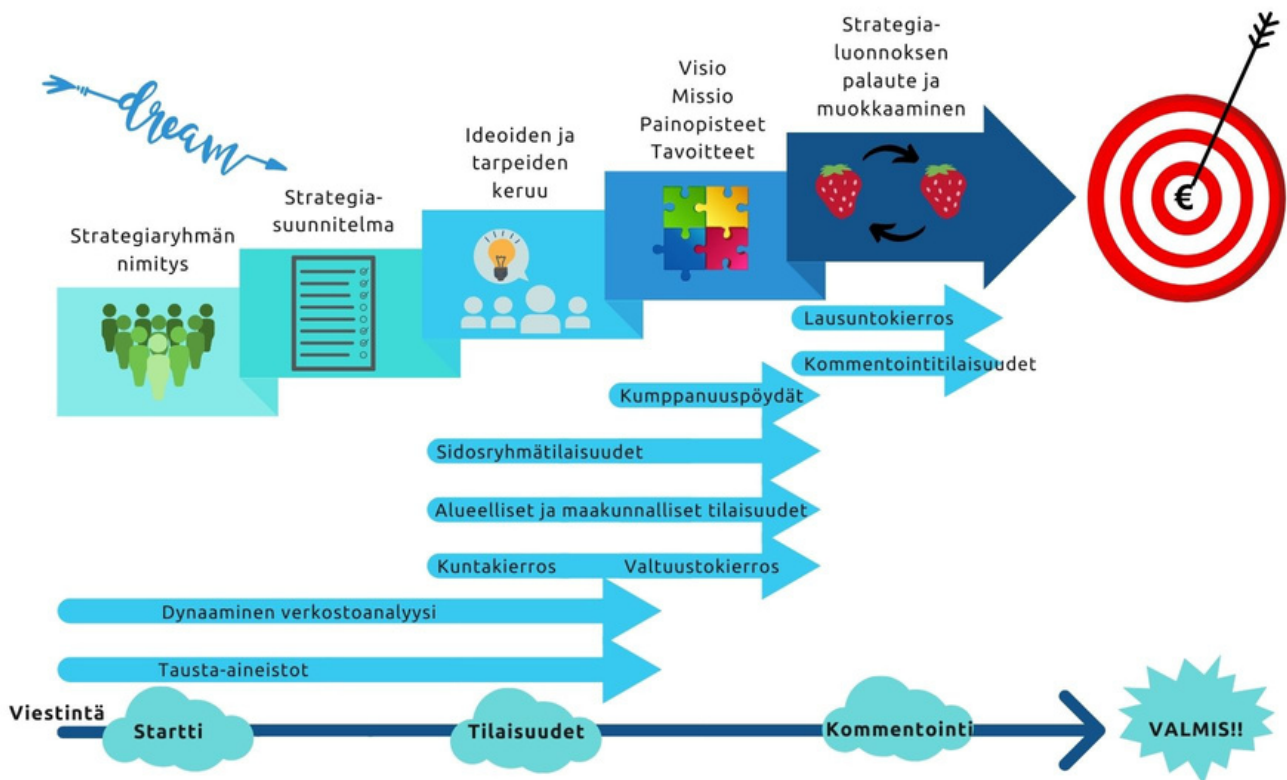 dream
Strategiaryhmän
nimitys
Strategia-
suunnitelma
Ideoiden ja
tarpeiden
keruu
Visio
Missio
Painopisteet
Tavoitteet
Strategia-
luonnoksen
palaute ja
muokkaaminen
€
Lausuntokierros
Kommentointitilaisuudet
Kumppanuuspöydät
Sidosryhmätilaisuudet
Alueelliset ja maakunnalliset tilaisuudet
Kuntakierros
Valtuustokierros
Dynaaminen verkostoanalyysi
Tausta-aineistot
Viestintä
Startti
Tilaisuudet
Kommentointi
VALMIS!!